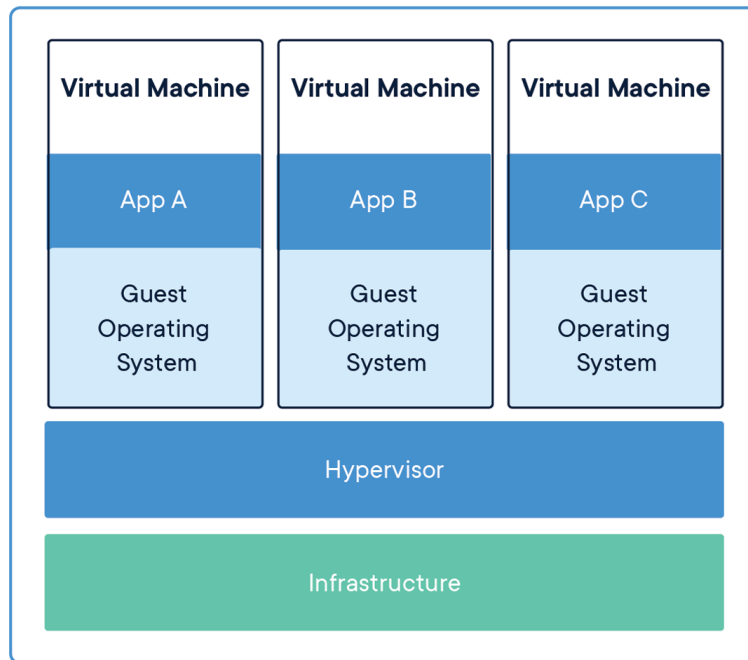 Virtual Machine
Virtual Machine
Virtual Machine
App A
App B
App C
Guest
Operating
System
Guest
Operating
System
Guest
Operating
System
Hypervisor
Infrastructure